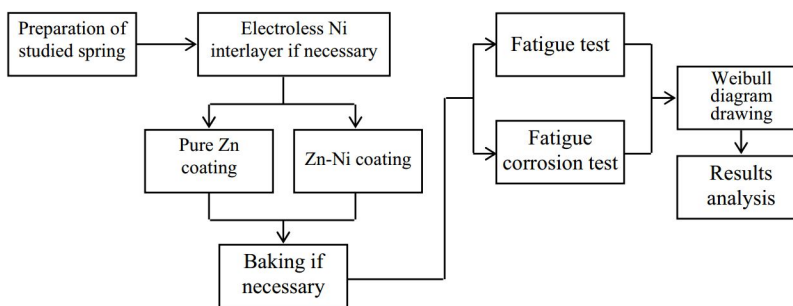 Preparation of
studied spring
Electroless Ni
interlayer if necessary
Pure Zn
coating
Zn-Ni coating
Baking if
necessary
Fatigue test
Fatigue
corrosion test
Weibull
diagram
drawing
Results
analysis